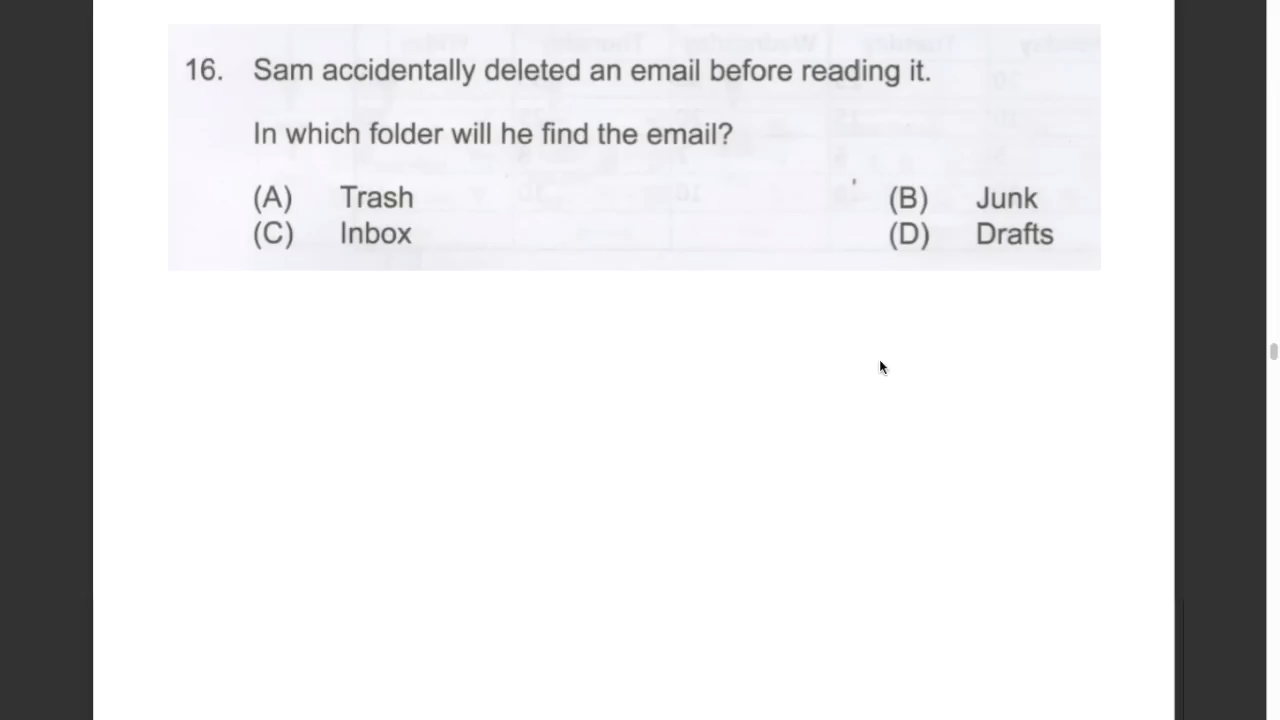 16. Sam accidentally deleted an email before reading it.
In which folder will he find the email?
(A) Trash (B) Junk
(C) Inbox (D) Drafts